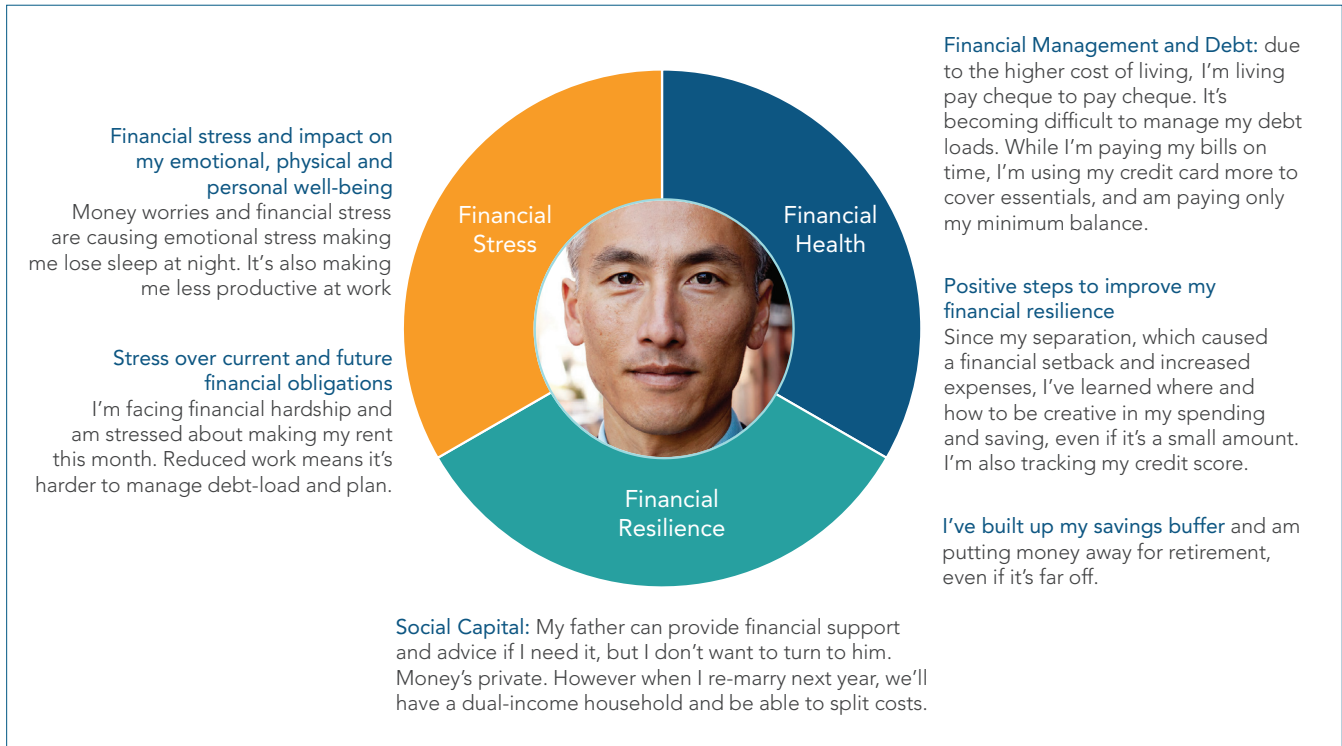 Financial stress and impact on
my emotional, physical and
personal well-being
Money worries and financial stress
are causing emotional stress making
me lose sleep at night. It's also making
me less productive at work
Stress over current and future
financial obligations
I'm facing financial hardship and
am stressed about making my rent
this month. Reduced work means it's
harder to manage debt-load and plan.
Financial
Stress
Financial
Health
Financial
Resilience
Financial Management and Debt: due
to the higher cost of living, I'm living
pay cheque to pay cheque. It's
becoming difficult to manage my debt
loads. While I'm paying my bills on
time, I'm using my credit card more to
cover essentials, and am paying only
my minimum balance.
Positive steps to improve my
financial resilience
Since my separation, which caused
a financial setback and increased
expenses, I've learned where and
how to be creative in my spending
and saving, even if it's a small amount.
I'm also tracking my credit score.
I've built up my savings buffer and am
putting money away for retirement,
even if it's far off.
Social Capital: My father can provide financial support
and advice if I need it, but I don't want to turn to him.
Money's private. However when I re-marry next year, we'll
have a dual-income household and be able to split costs.